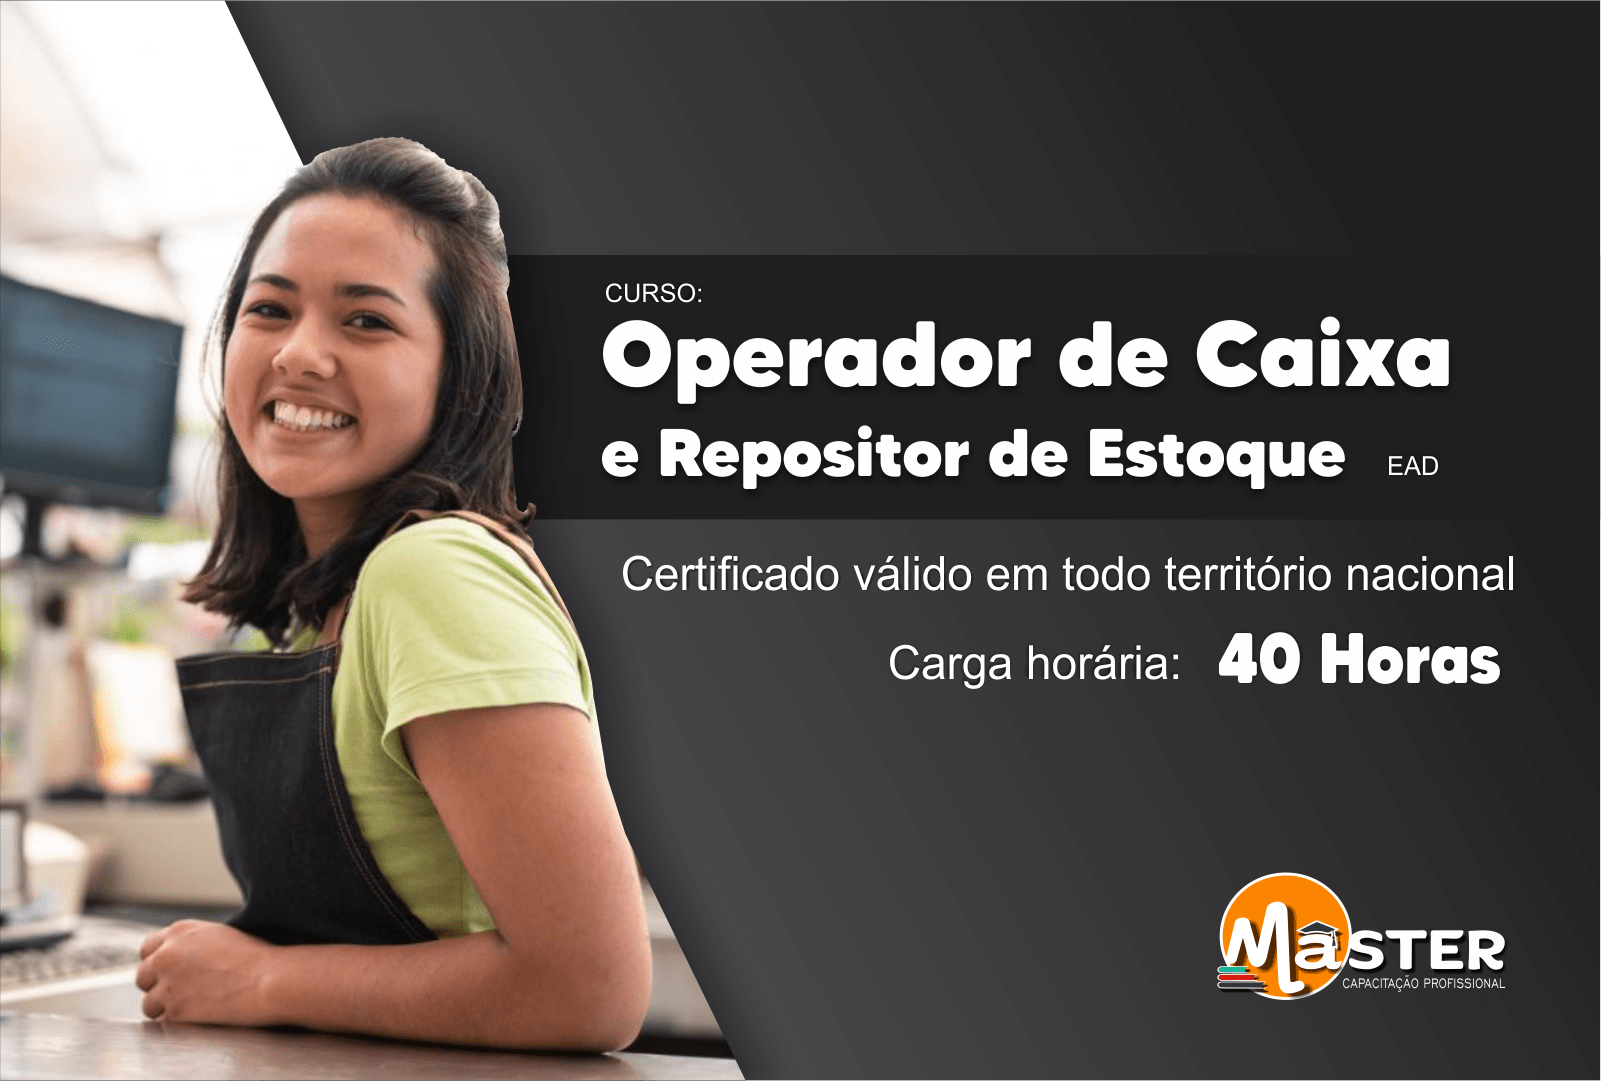 CURSO:
Operador de Caixa
e Repositor de Estoque EAD
Certificado válido em todo território nacional
Carga horária: 40 Horas
MaSTER
CAPACITAÇÃO PROFISSIONAL